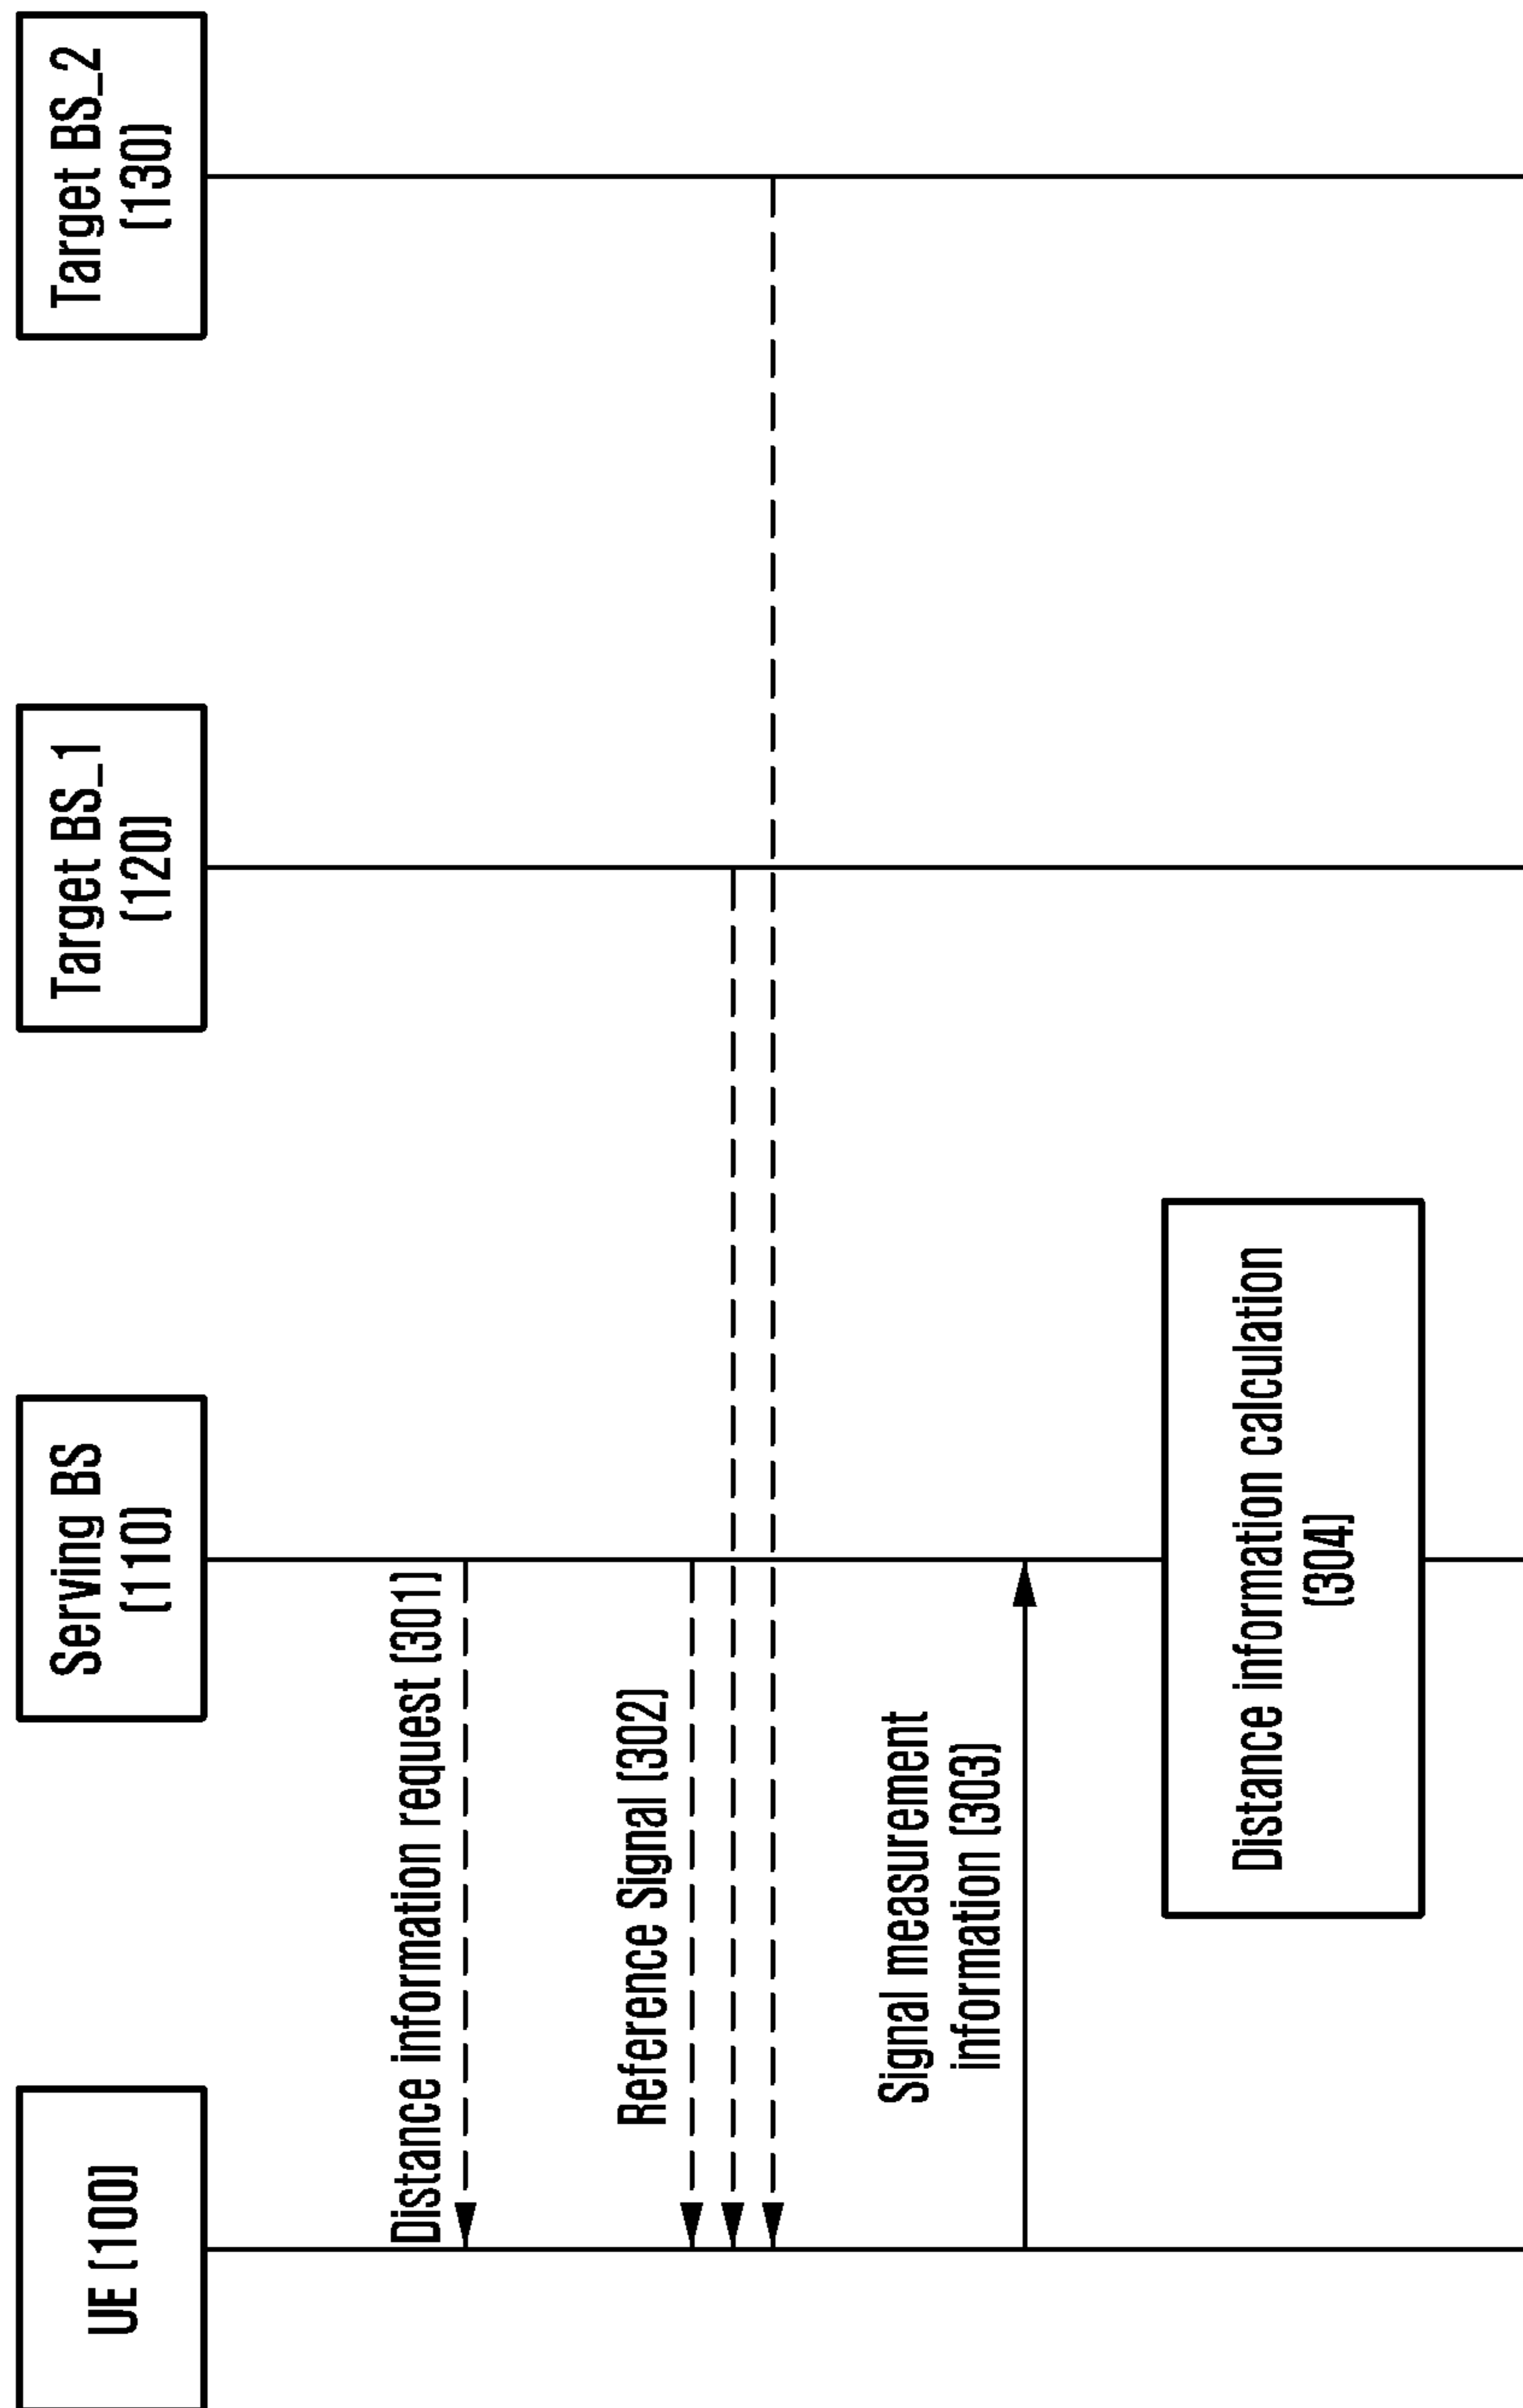 UE (100)
Serving BS
(110)
Target BS_1
(120)
Target BS_2
(130)
Distance information request (301)
Reference Signal (302)
Signal measurement
information (303)
Distance information calculation
(304)